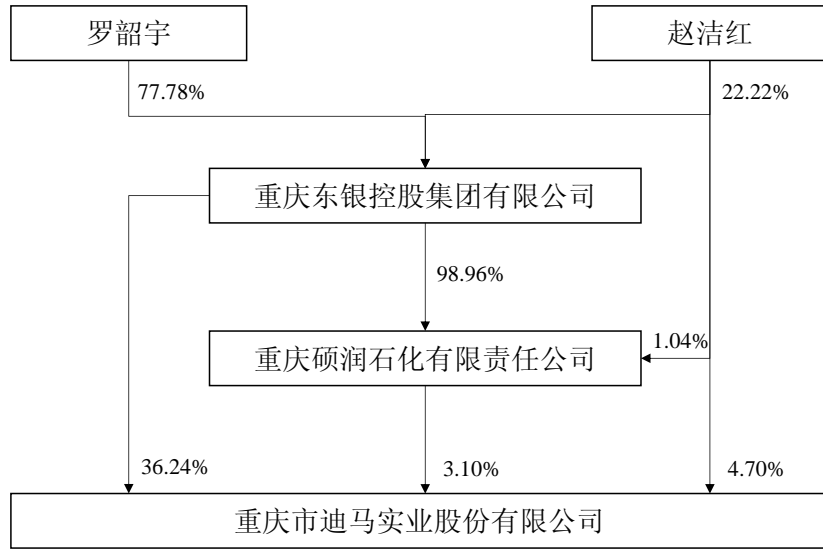 罗韶宇
赵洁红
77.78%
22.22%
重庆东银控股集团有限公司
98.96%
1.04%
重庆硕润石化有限责任公司
36.24%
3.10%
4.70%
重庆市迪马实业股份有限公司